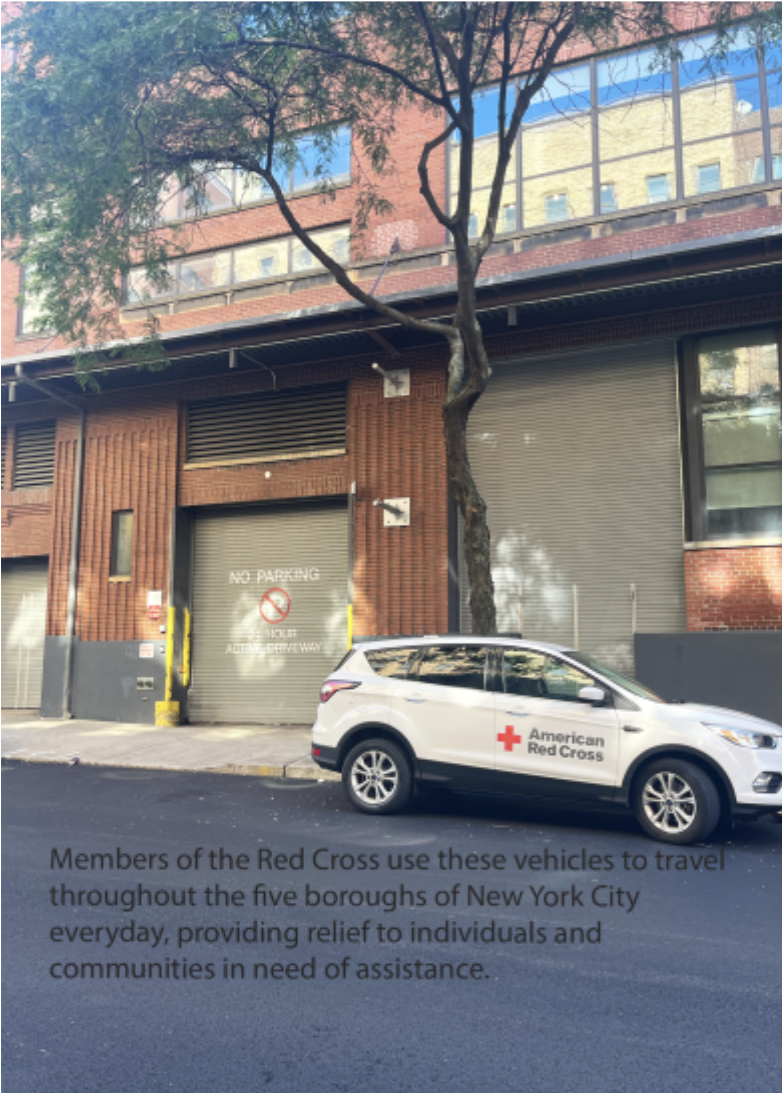 NO PARKING
24 HOUR
ACTIVE DRIVEWAY
American
Red Cross
Members of the Red Cross use these vehicles to travel
throughout the five boroughs of New York City
everyday, providing relief to individuals and
communities in need of assistance.